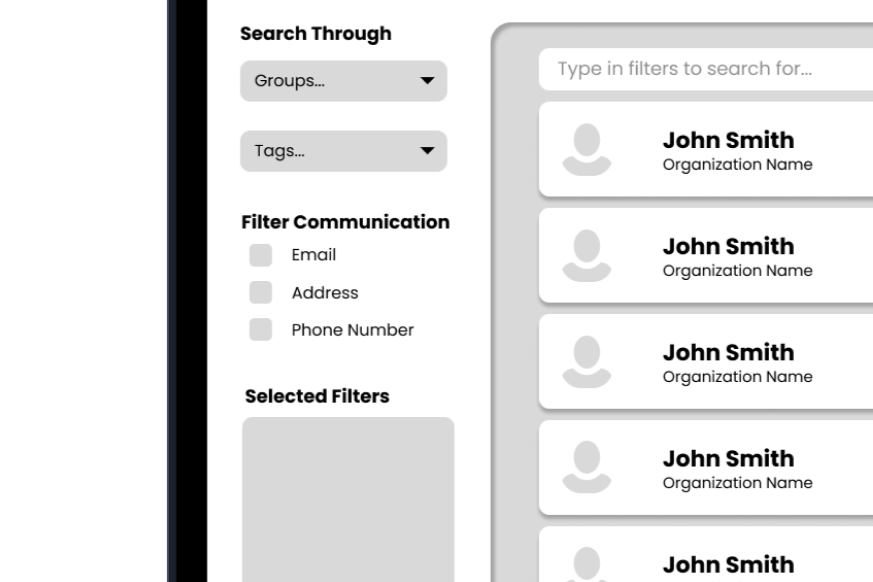 Search Through
Groups...
Tags...
Filter Communication
Email
Address
Phone Number
Selected Filters
Type in filters to search for...
John Smith
Organization Name
John Smith
Organization Name
John Smith
Organization Name
John Smith
Organization Name
John Smith